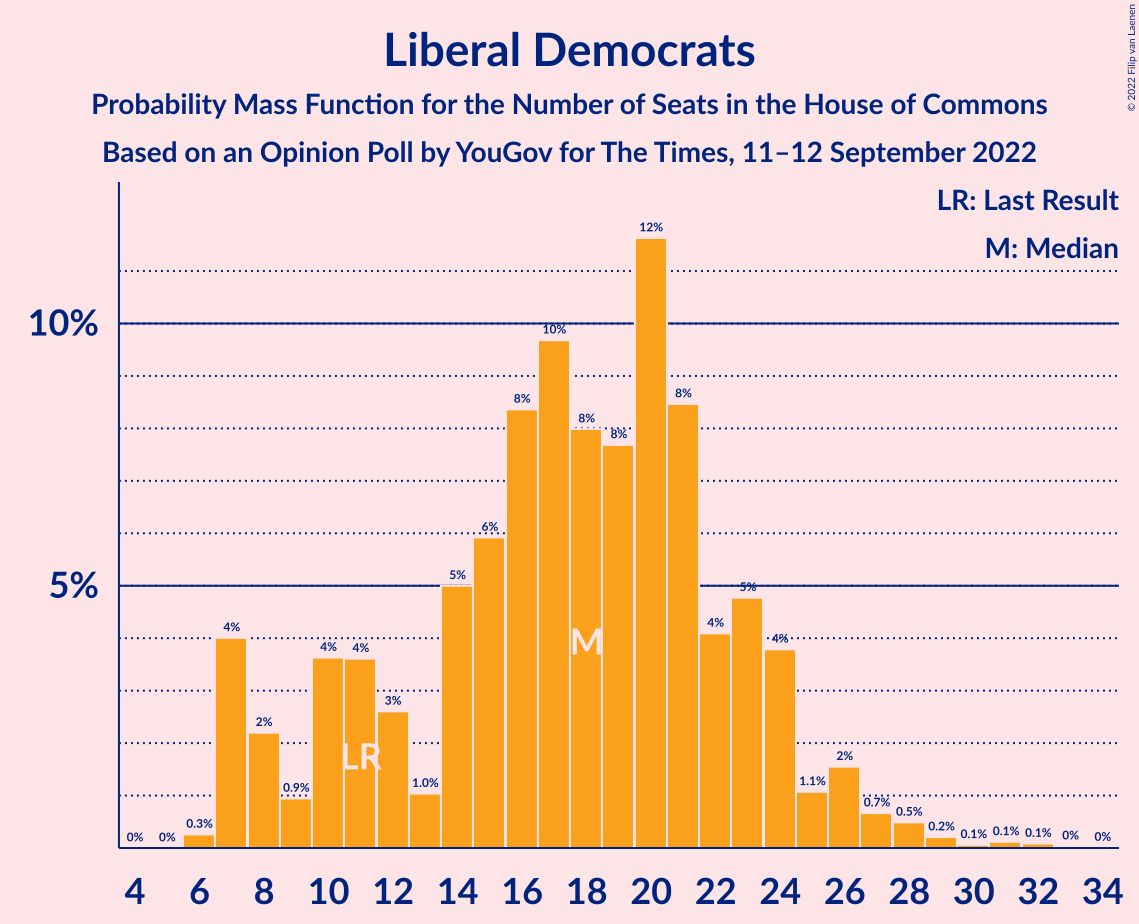 Liberal Democrats
Probability Mass Function for the Number of Seats in the House of Commons
Based on an Opinion Poll by YouGov for The Times, 11–12 September 2022
© 2022 Filip van Laenen
LR: Last Result
M: Median
10%
5%
0% 0% 0.3% 4% 2% 0.9% 4% 4% 3% 1.0% 5% 6% 8% 10% 8% 8% 12% 8% 4% 5% 4% 1.1% 2% 0.7% 0.5% 0.2% 0.1% 0.1% 0.1% 0% 0%
LR
M
4 6 8 10 12 14 16 18 20 22 24 26 28 30 32 34